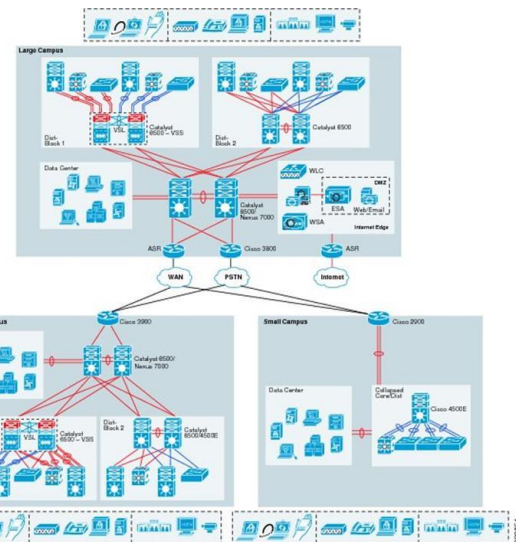 Large Campus
VSL
Catalyst
6500 – VSS
Dist-
Block 1
Catalyst 6500
Dist-
Block 2
Data Center
WLC
DMZ
ESA
Web/Email
WSA
Internet Edge
Catalyst
6500/
Nexus 7000
ASR
Cisco 3900
ASR
WAN
PSTN
Internet
Cisco 3900
Cisco 2900
Small Campus
Catalyst 6500/
Nexus 7000
Data Center
Collapsed
Core/Dist
Cisco 4500E
VSL
Catalyst
6500 – VSS
Dist-
Block 2
Catalyst
6500/4500E